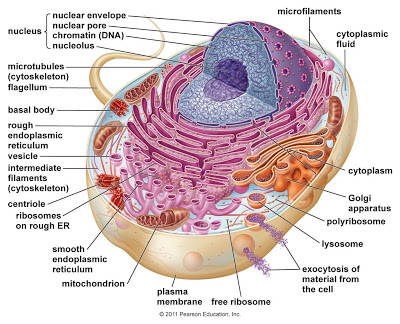 nucleus
nuclear envelope
nuclear pore
chromatin (DNA)
nucleolus
microtubules
(cytoskeleton)
flagellum
basal body
rough
endoplasmic
reticulum
vesicle
intermediate
filaments
(cytoskeleton)
centriole
ribosomes
on rough ER
smooth
endoplasmic
reticulum
mitochondrion
plasma
membrane
free ribosome
microfilaments
cytoplasmic
fluid
cytoplasm
Golgi
apparatus
polyribosome
lysosome
exocytosis of
material from
the cell
© 2011 Pearson Education, Inc.